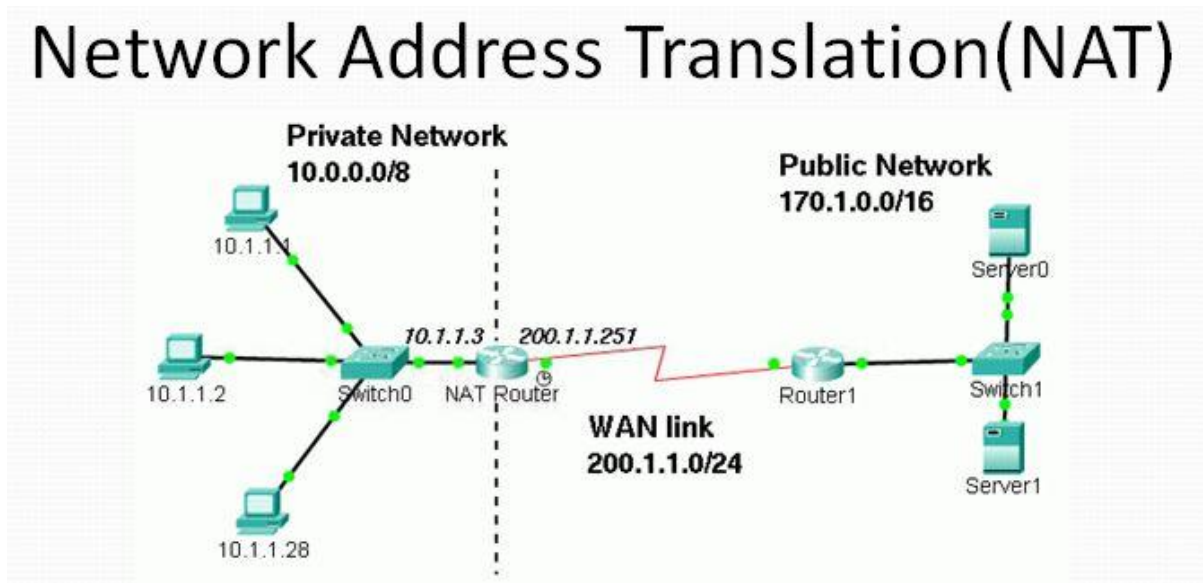 Network Address Translation(NAT)
Private Network
10.0.0.0/8
Public Network
170.1.0.0/16
10.1.1.1
Server0
10.1.1.3
200.1.1.251
10.1.1.2
Switch0
NAT Router
Router1
Switch1
WAN link
200.1.1.0/24
Server1
10.1.1.28